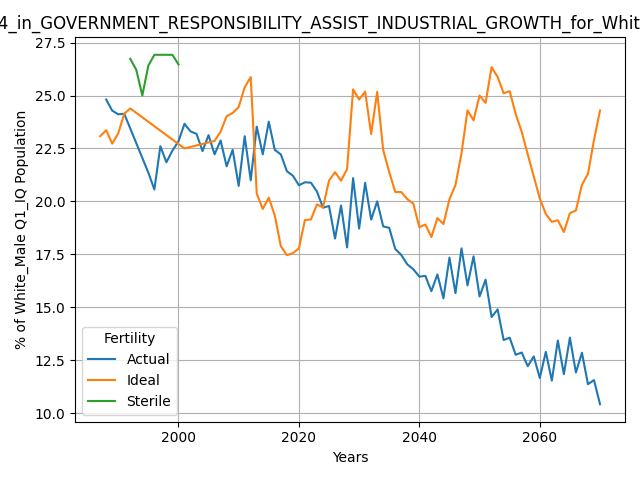 4_in_GOVERNMENT_RESPONSIBILITY_ASSIST_INDUSTRIAL_GROWTH_for_Whit
27.5
25.0
22.5
20.0
17.5
15.0
12.5
10.0
% of White_Male Q1_IQ Population
Fertility
Actual
Ideal
Sterile
2000
2020
2040
2060
Years